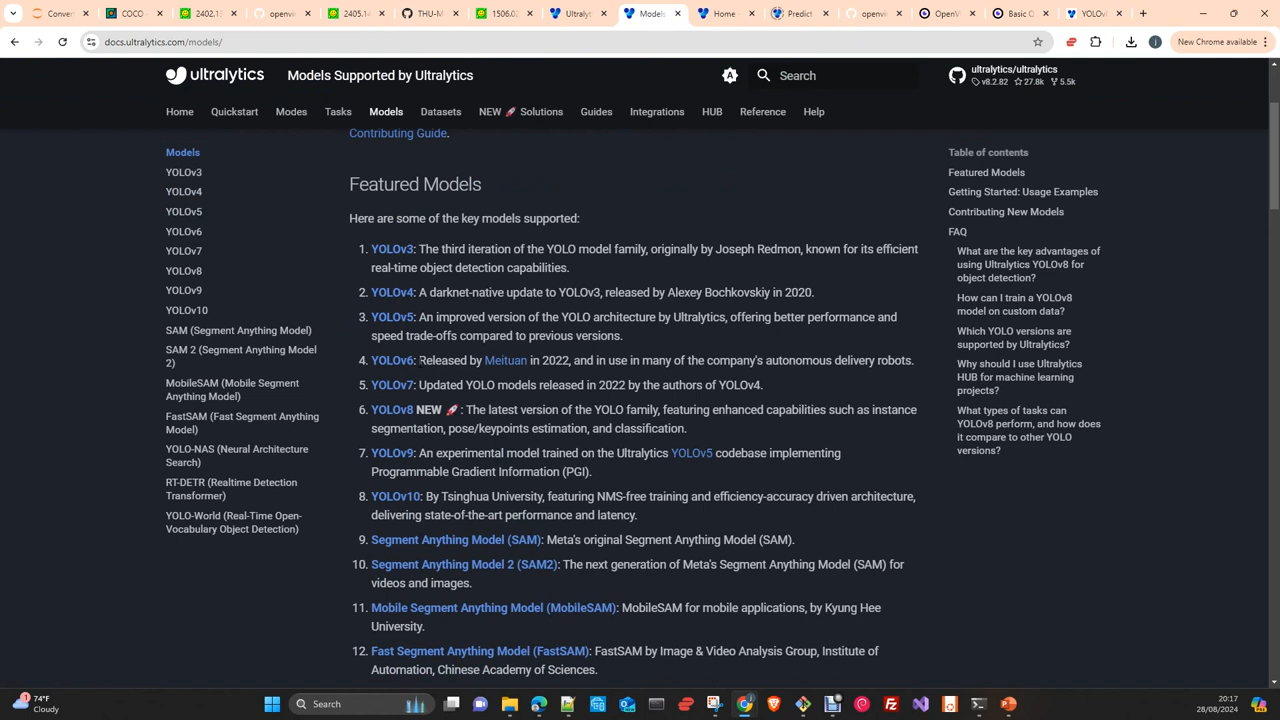 Convert
COCO -
2402.13
openvin
2405.14
THU-M
1506.02
Ultralyt
Models
Home -
Predict
openvin
OpenVI
Basic Q
YOLOv
docs.ultralytics.com/models/
New Chrome available
ultralytics
Models Supported by Ultralytics
Search
ultralytics/ultralytics
v8.2.82 27.8k 5.5k
Home Quickstart Modes Tasks Models Datasets NEW 🚀 Solutions Guides Integrations HUB Reference Help
Contributing Guide.
Models
YOLOv3
YOLOv4
YOLOv5
YOLOv6
YOLOv7
YOLOv8
YOLOv9
YOLOv10
SAM (Segment Anything Model)
SAM 2 (Segment Anything Model
2)
MobileSAM (Mobile Segment
Anything Model)
FastSAM (Fast Segment Anything
Model)
YOLO-NAS (Neural Architecture
Search)
RT-DETR (Realtime Detection
Transformer)
YOLO-World (Real-Time Open-
Vocabulary Object Detection)
Featured Models
Here are some of the key models supported:
1. YOLOv3: The third iteration of the YOLO model family, originally by Joseph Redmon, known for its efficient
real-time object detection capabilities.
2. YOLOv4: A darknet-native update to YOLOv3, released by Alexey Bochkovskiy in 2020.
3. YOLOv5: An improved version of the YOLO architecture by Ultralytics, offering better performance and
speed trade-offs compared to previous versions.
4. YOLOv6: Released by Meituan in 2022, and in use in many of the company's autonomous delivery robots.
5. YOLOv7: Updated YOLO models released in 2022 by the authors of YOLOv4.
6. YOLOv8 NEW 🚀: The latest version of the YOLO family, featuring enhanced capabilities such as instance
segmentation, pose/keypoints estimation, and classification.
7. YOLOv9: An experimental model trained on the Ultralytics YOLOv5 codebase implementing
Programmable Gradient Information (PGI).
8. YOLOv10: By Tsinghua University, featuring NMS-free training and efficiency-accuracy driven architecture,
delivering state-of-the-art performance and latency.
9. Segment Anything Model (SAM): Meta's original Segment Anything Model (SAM).
10. Segment Anything Model 2 (SAM2): The next generation of Meta's Segment Anything Model (SAM) for
videos and images.
11. Mobile Segment Anything Model (MobileSAM): MobileSAM for mobile applications, by Kyung Hee
University.
12. Fast Segment Anything Model (FastSAM): FastSAM by Image & Video Analysis Group, Institute of
Automation, Chinese Academy of Sciences.
Table of contents
Featured Models
Getting Started: Usage Examples
Contributing New Models
FAQ
What are the key advantages of
using Ultralytics YOLOv8 for
object detection?
How can I train a YOLOv8
model on custom data?
Which YOLO versions are
supported by Ultralytics?
Why should I use Ultralytics
HUB for machine learning
projects?
What types of tasks can
YOLOv8 perform, and how does
it compare to other YOLO
versions?
1
74°F
Cloudy
Search
20:17
28/08/2024